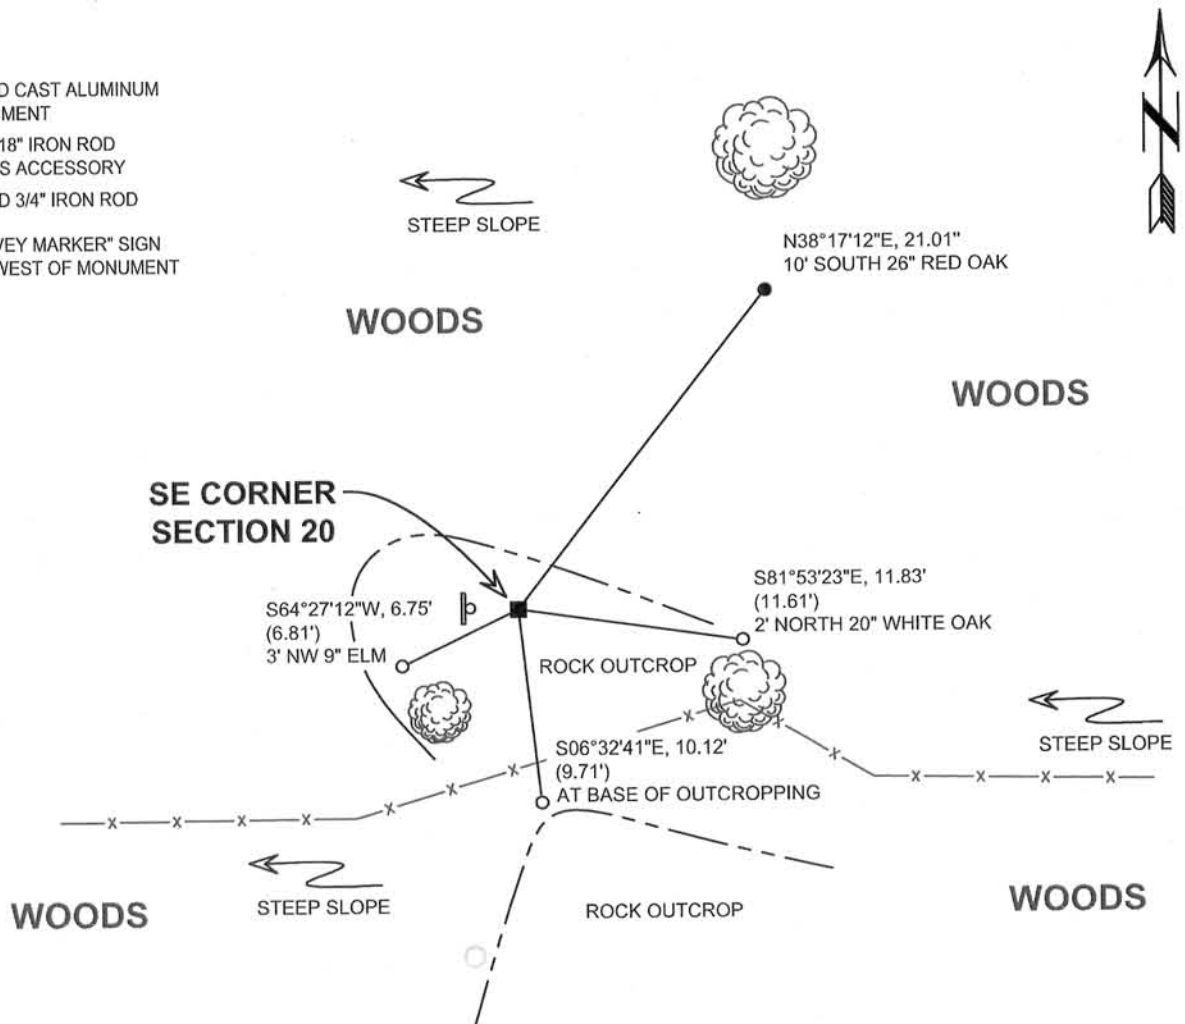 D CAST ALUMINUM
MENT
18" IRON ROD
S ACCESSORY
D 3/4" IRON ROD
VEY MARKER" SIGN
WEST OF MONUMENT
N
STEEP SLOPE
N38°17'12"E, 21.01"
10' SOUTH 26" RED OAK
WOODS
WOODS
SE CORNER
SECTION 20
S64°27'12"W, 6.75'
(6.81')
3' NW 9" ELM
S81°53'23"E, 11.83'
(11.61')
2' NORTH 20" WHITE OAK
ROCK OUTCROP
STEEP SLOPE
S06°32'41"E, 10.12'
(9.71')
AT BASE OF OUTCROPPING
x x x x x x x x x x x x x
STEEP SLOPE
WOODS
ROCK OUTCROP
WOODS